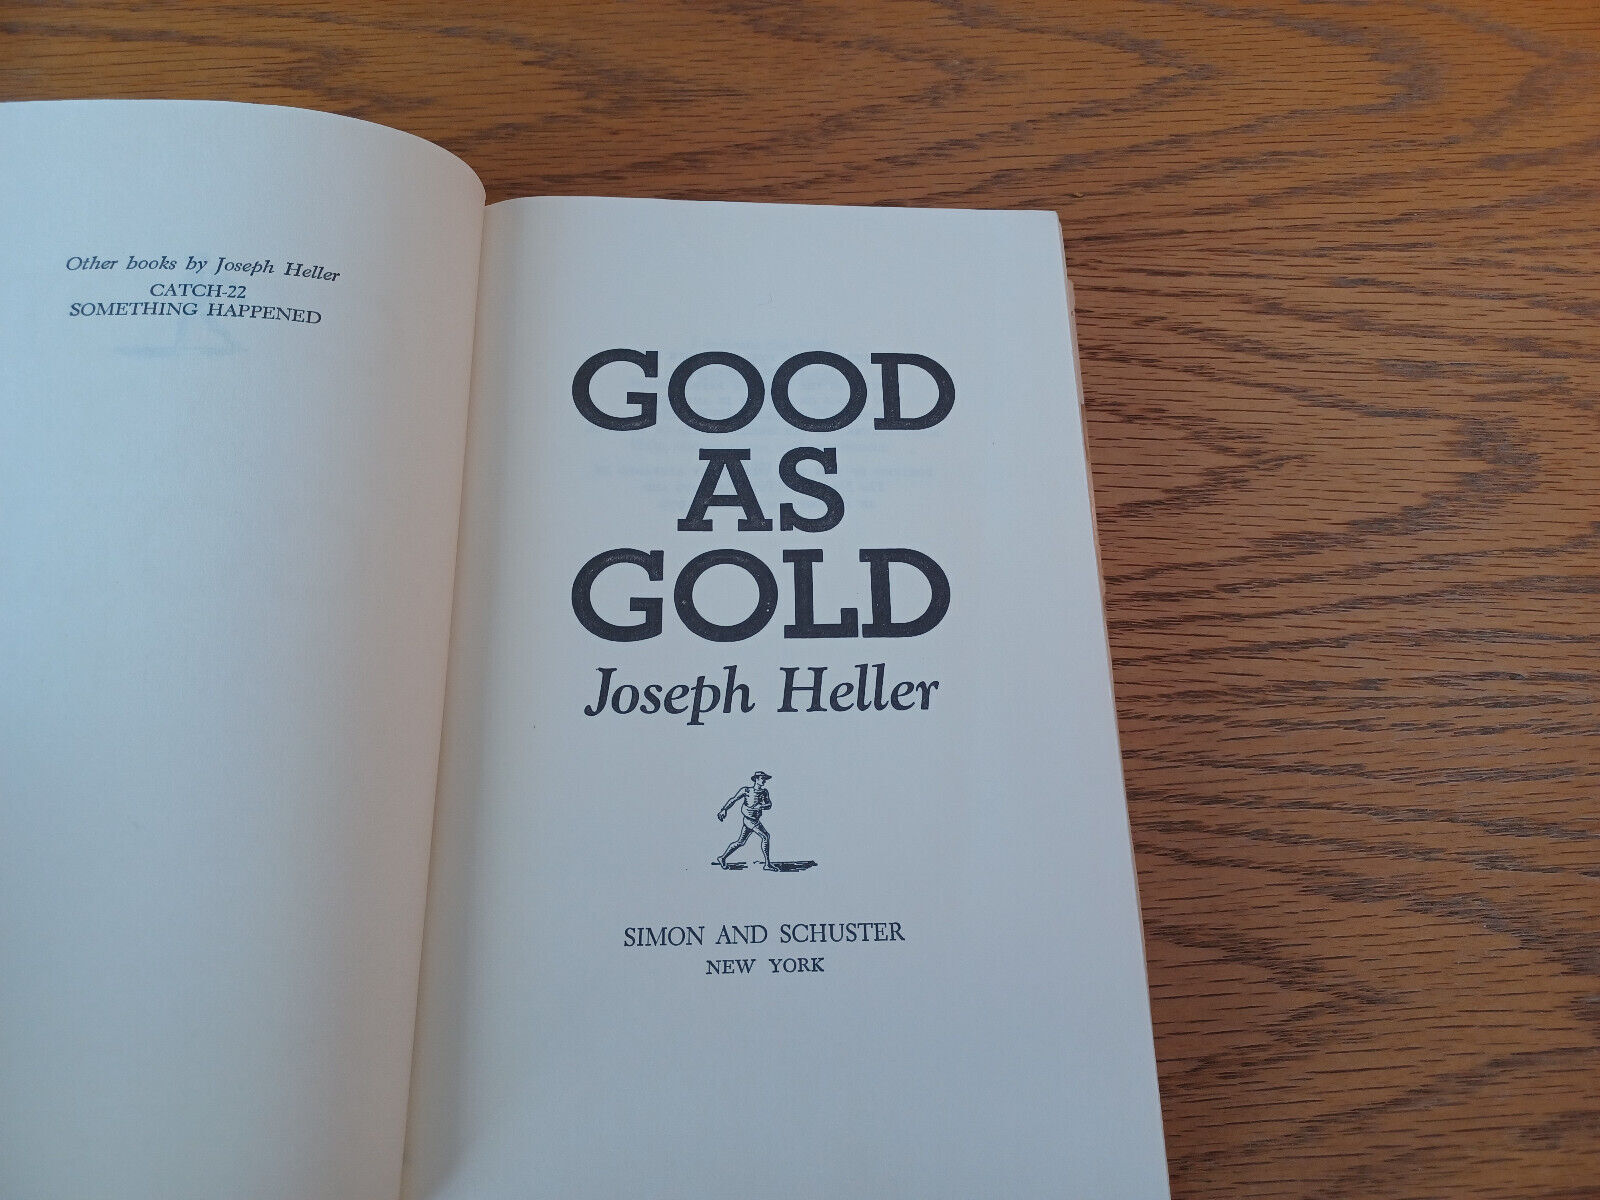 Other books by Joseph Heller
CATCH-22
SOMETHING HAPPENED
GOOD
AS
GOLD
Joseph Heller
SIMON AND SCHUSTER
NEW YORK